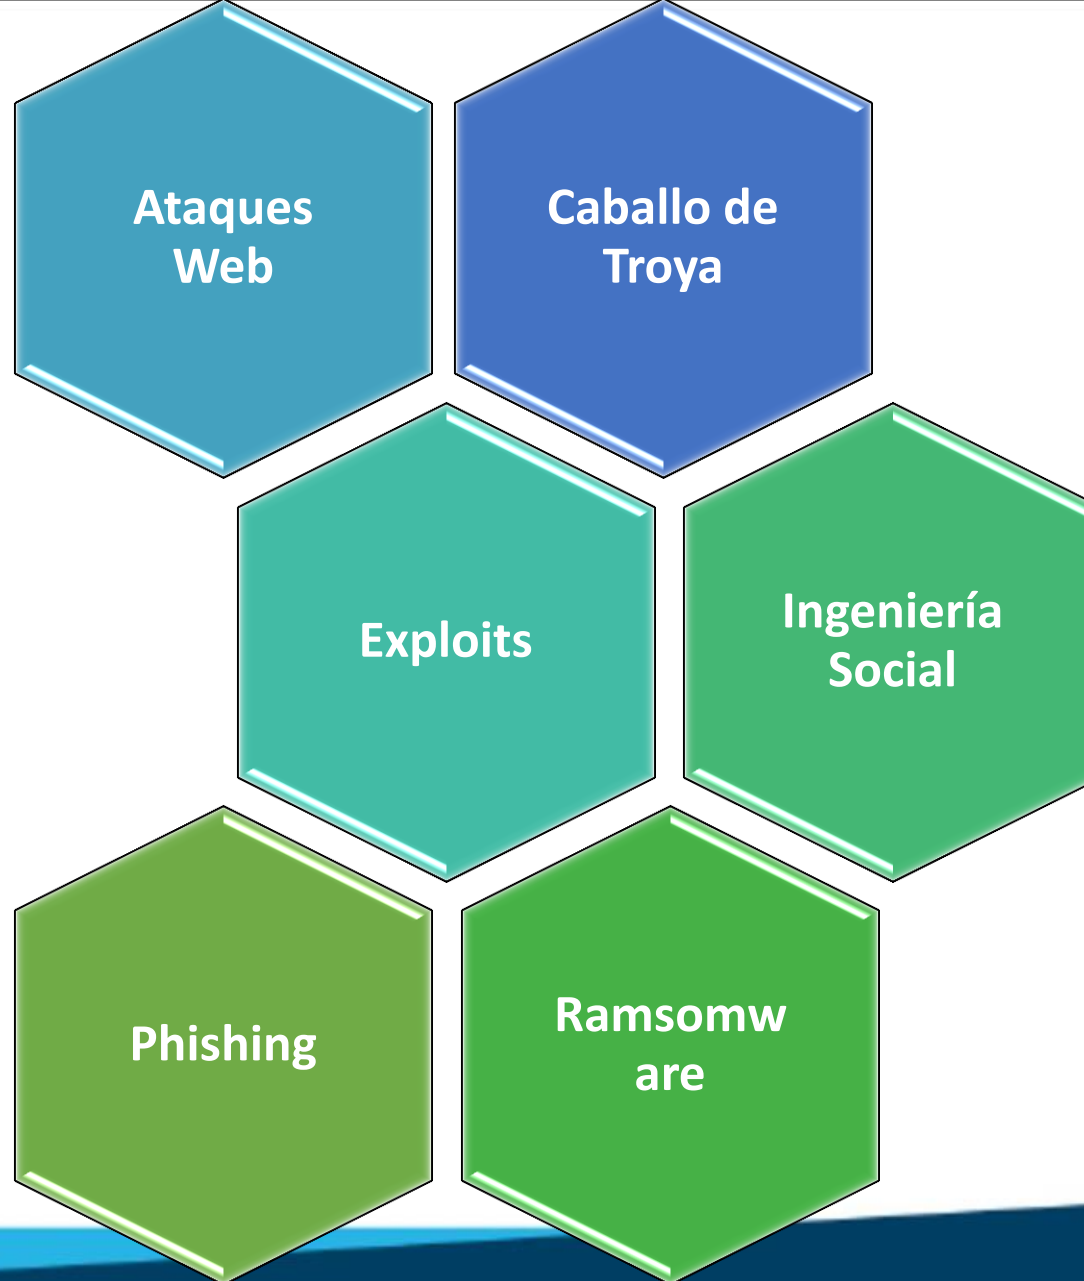 Ataques
Web
Caballo de
Troya
Exploits
Ingeniería
Social
Phishing
Ramsomw
are